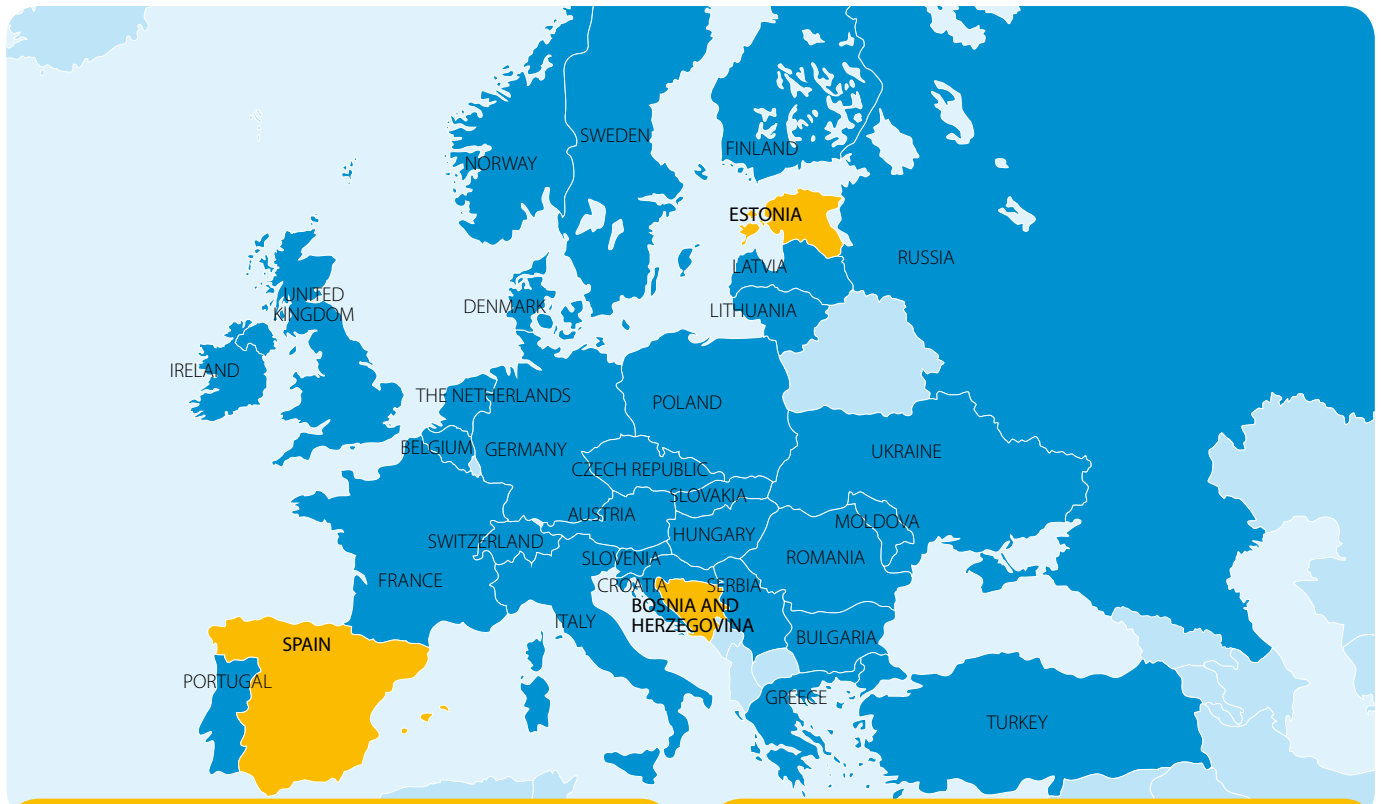 SWEDEN
FINLAND
NORWAY
ESTONIA
RUSSIA
LATVIA
UNITED
KINGDOM
DENMARK
LITHUANIA
IRELAND
THE NETHERLANDS
POLAND
BELGIUM
GERMANY
UKRAINE
CZECH REPUBLIC
SLOVAKIA
AUSTRIA
MOLDOVA
HUNGARY
SWITZERLAND
SLOVENIA
ROMANIA
FRANCE
CROATIA
SERBIA
BOSNIA AND
HERZEGOVINA
ITALY
BULGARIA
SPAIN
PORTUGAL
GREECE
TURKEY